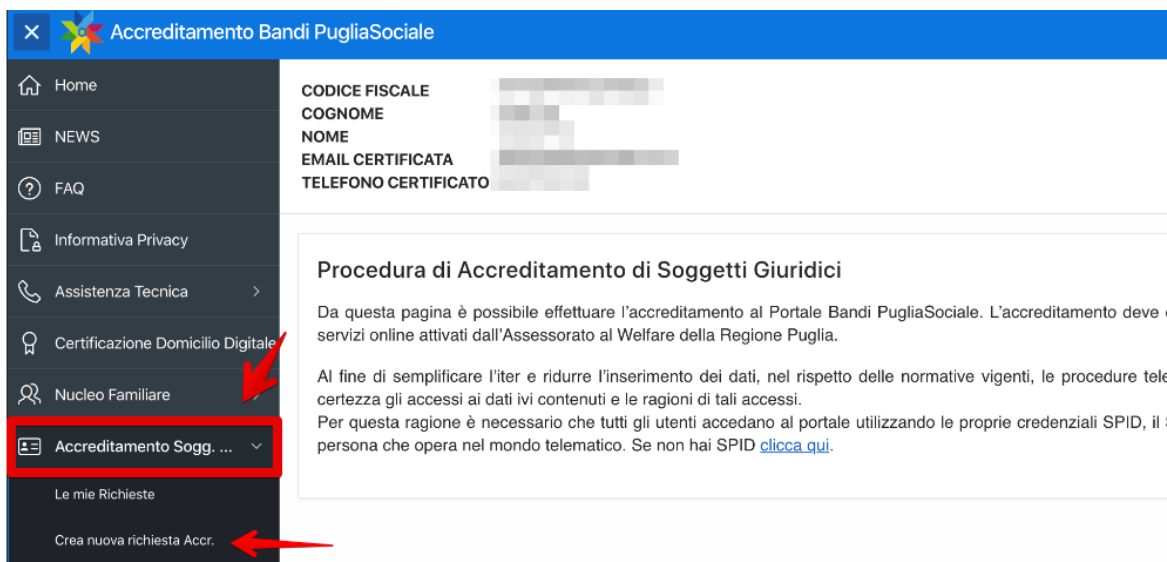 Accreditamento Bandi PugliaSociale
Home
NEWS
FAQ
Informativa Privacy
Assistenza Tecnica
Certificazione Domicilio Digitale
Nucleo Familiare
Accreditamento Sogg. ...
Le mie Richieste
Crea nuova richiesta Accr.
CODICE FISCALE
COGNOME
NOME
EMAIL CERTIFICATA
TELEFONO CERTIFICATO
Procedura di Accreditamento di Soggetti Giuridici
Da questa pagina è possibile effettuare l'accreditamento al Portale Bandi PugliaSociale. L'accreditamento deve
servizi online attivati dall'Assessorato al Welfare della Regione Puglia.
Al fine di semplificare l'iter e ridurre l'inserimento dei dati, nel rispetto delle normative vigenti, le procedure tele
certezza gli accessi ai dati ivi contenuti e le ragioni di tali accessi.
Per questa ragione è necessario che tutti gli utenti accedano al portale utilizzando le proprie credenziali SPID, il
persona che opera nel mondo telematico. Se non hai SPID clicca qui.